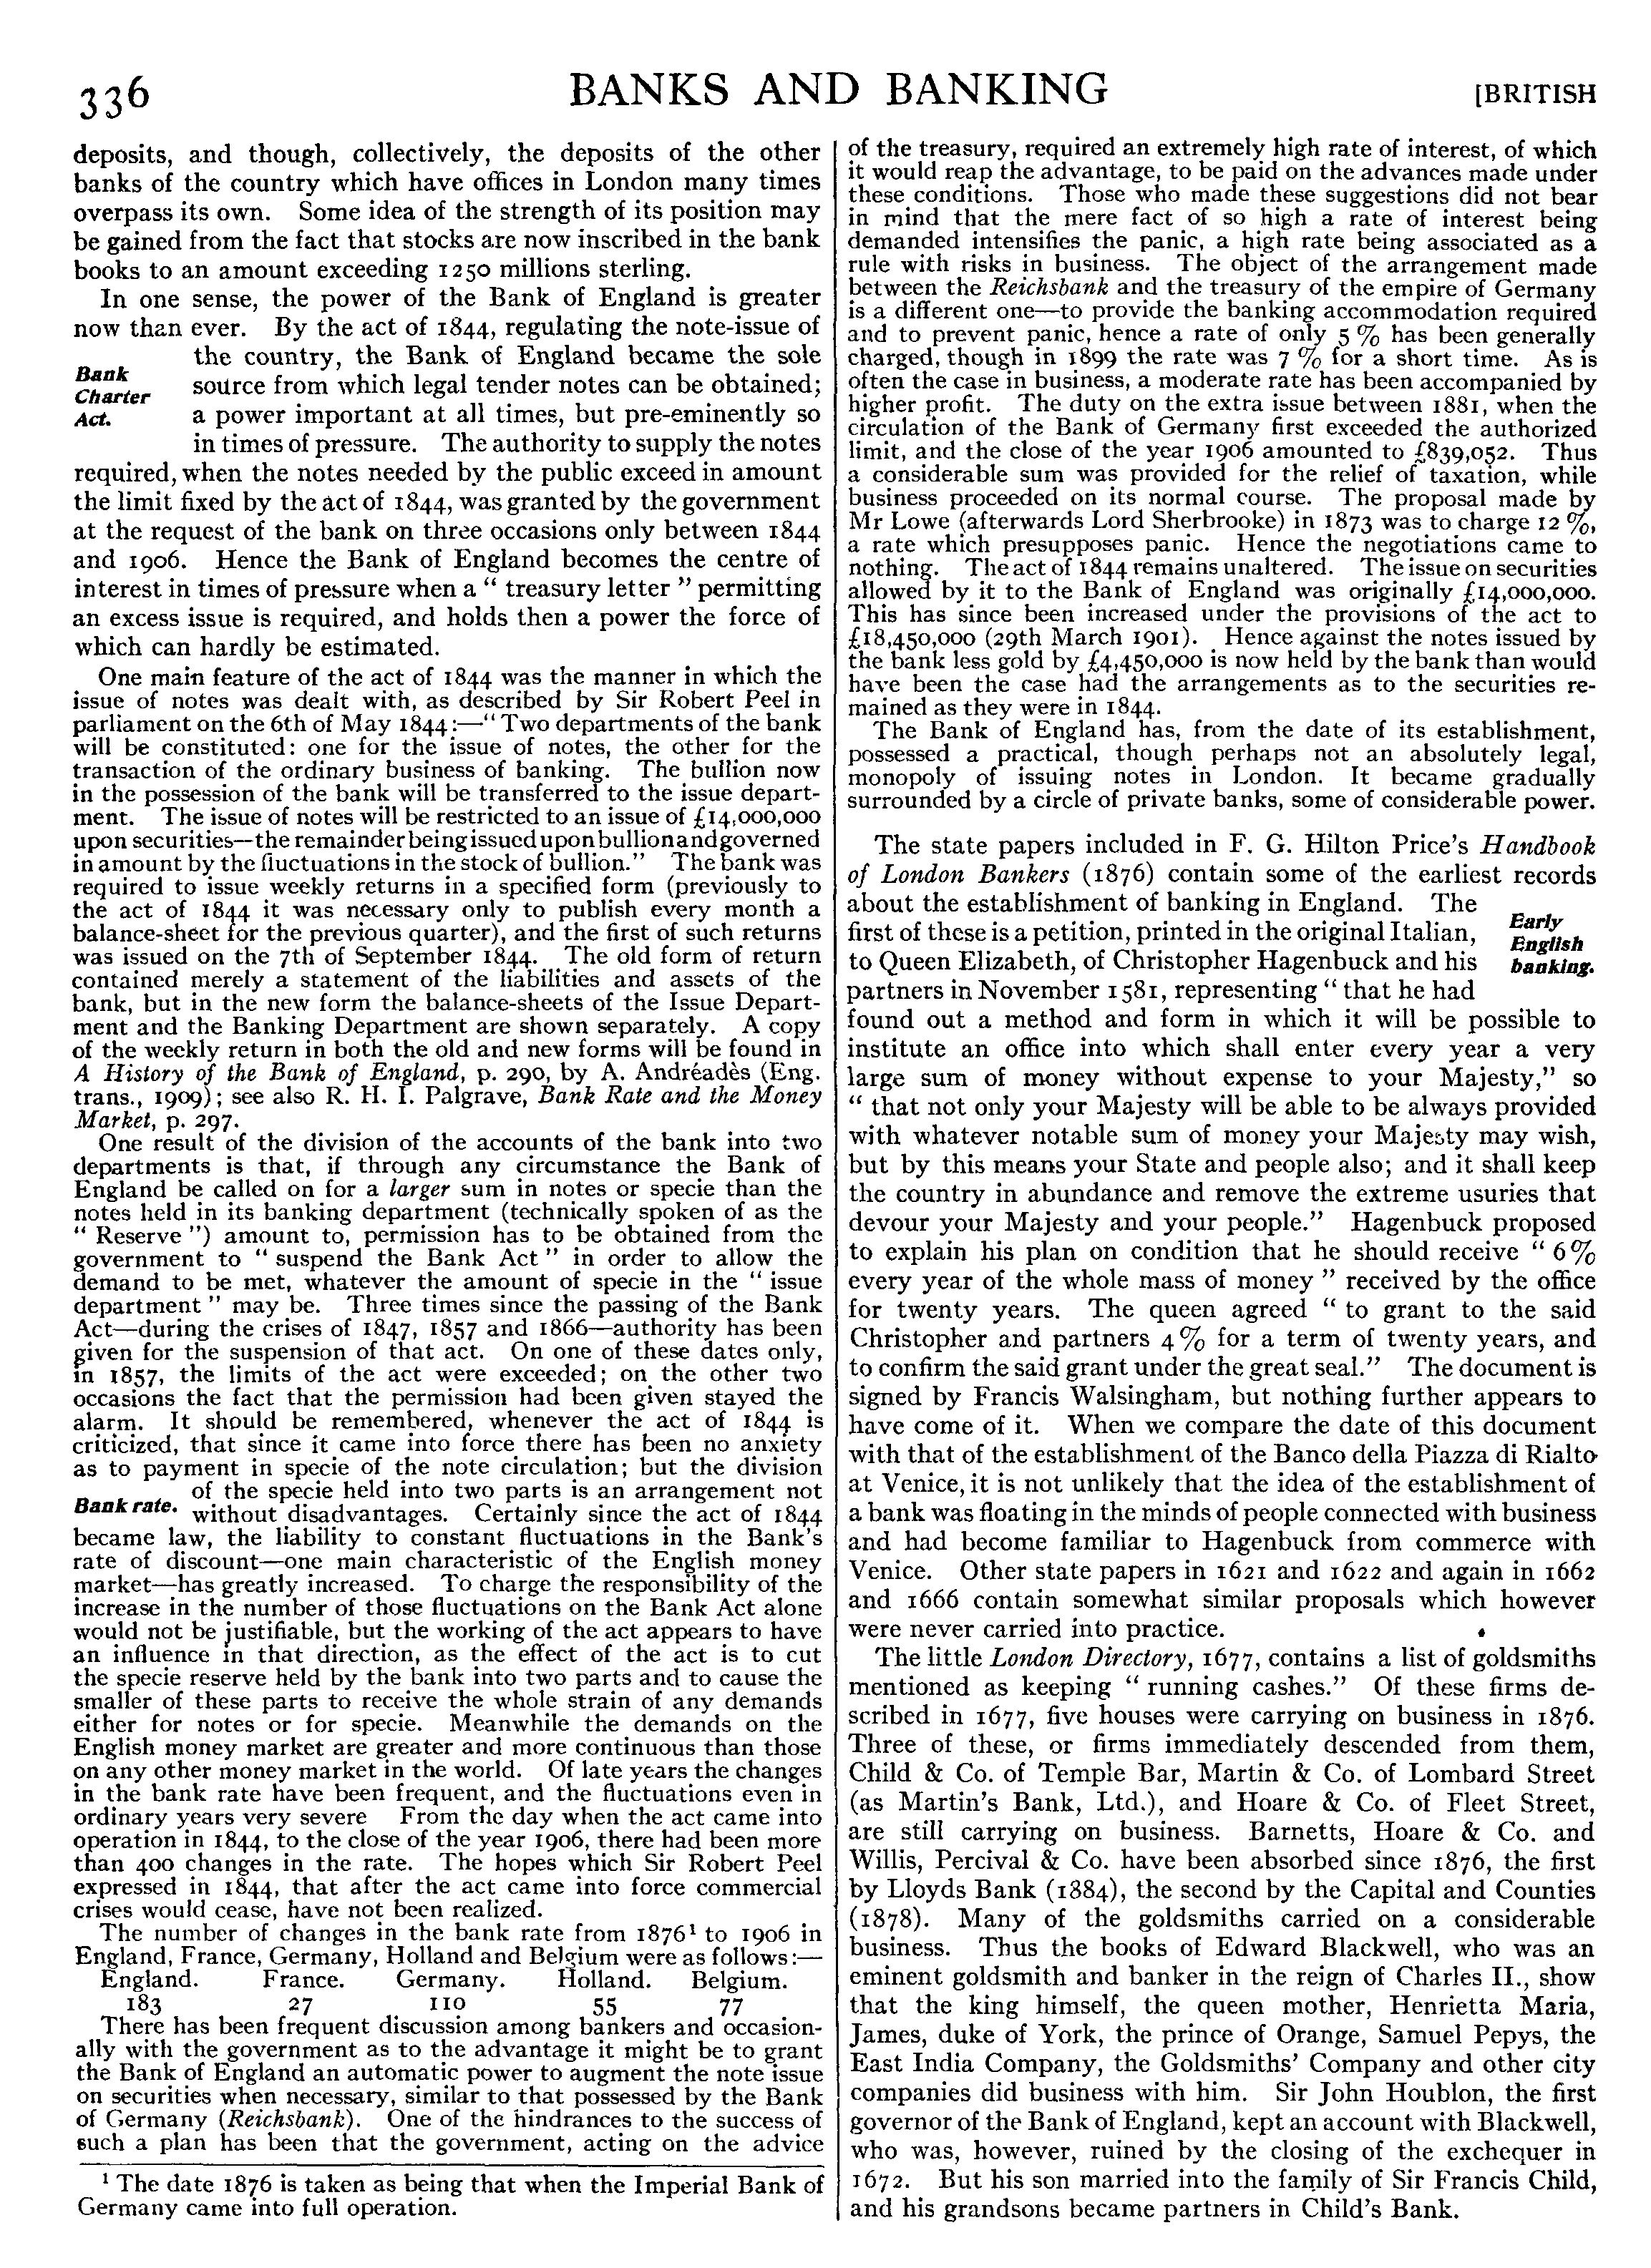 336
BANKS AND BANKING
[BRITISH
deposits, and though, collectively, the deposits of the other
banks of the country which have offices in London many times
overpass its own. Some idea of the strength of its position may
be gained from the fact that stocks are now inscribed in the bank
books to an amount exceeding 1250 millions sterling.
In one sense, the power of the Bank of England is greater
now than ever. By the act of 1844, regulating the note-issue of
Bank
Charter
Act.
the country, the Bank of England became the sole
source from which legal tender notes can be obtained;
a power important at all times, but pre-eminently so
in times of pressure. The authority to supply the notes
required, when the notes needed by the public exceed in amount
the limit fixed by the act of 1844, was granted by the government
at the request of the bank on three occasions only between 1844
and 1906. Hence the Bank of England becomes the centre of
interest in times of pressure when a “ treasury letter ” permitting
an excess issue is required, and holds then a power the force of
which can hardly be estimated.
One main feature of the act of 1844 was the manner in which the
issue of notes was dealt with, as described by Sir Robert Peel in
parliament on the 6th of May 1844:—“ Two departments of the bank
will be constituted: one for the issue of notes, the other for the
transaction of the ordinary business of banking. The bullion now
in the possession of the bank will be transferred to the issue depart-
ment. The issue of notes will be restricted to an issue of £14,000,000
upon securities—the remainder being issued upon bullion and governed
in amount by the fluctuations in the stock of bullion.” The bank was
required to issue weekly returns in a specified form (previously to
the act of 1844 it was necessary only to publish every month a
balance-sheet for the previous quarter), and the first of such returns
was issued on the 7th of September 1844. The old form of return
contained merely a statement of the liabilities and assets of the
bank, but in the new form the balance-sheets of the Issue Depart-
ment and the Banking Department are shown separately. A copy
of the weekly return in both the old and new forms will be found in
A History of the Bank of England, p. 290, by A. Andréadès (Eng.
trans., 1909); see also R. H. I. Palgrave, Bank Rate and the Money
Market, p. 297.
One result of the division of the accounts of the bank into two
departments is that, if through any circumstance the Bank of
England be called on for a larger sum in notes or specie than the
notes held in its banking department (technically spoken of as the
“ Reserve ”) amount to, permission has to be obtained from the
government to “ suspend the Bank Act ” in order to allow the
demand to be met, whatever the amount of specie in the “ issue
department ” may be. Three times since the passing of the Bank
Act—during the crises of 1847, 1857 and 1866—authority has been
given for the suspension of that act. On one of these dates only,
in 1857, the limits of the act were exceeded; on the other two
occasions the fact that the permission had been given stayed the
alarm. It should be remembered, whenever the act of 1844 is
criticized, that since it came into force there has been no anxiety
as to payment in specie of the note circulation; but the division
Bank rate.
of the specie held into two parts is an arrangement not
without disadvantages. Certainly since the act of 1844
became law, the liability to constant fluctuations in the Bank's
rate of discount—one main characteristic of the English money
market—has greatly increased. To charge the responsibility of the
increase in the number of those fluctuations on the Bank Act alone
would not be justifiable, but the working of the act appears to have
an influence in that direction, as the effect of the act is to cut
the specie reserve held by the bank into two parts and to cause the
smaller of these parts to receive the whole strain of any demands
either for notes or for specie. Meanwhile the demands on the
English money market are greater and more continuous than those
on any other money market in the world. Of late years the changes
in the bank rate have been frequent, and the fluctuations even in
ordinary years very severe From the day when the act came into
operation in 1844, to the close of the year 1906, there had been more
than 400 changes in the rate. The hopes which Sir Robert Peel
expressed in 1844, that after the act came into force commercial
crises would cease, have not been realized.
The number of changes in the bank rate from 1876¹ to 1906 in
England, France, Germany, Holland and Belgium were as follows:—
England. France. Germany. Holland. Belgium.
183 27 110 55 77
There has been frequent discussion among bankers and occasion-
ally with the government as to the advantage it might be to grant
the Bank of England an automatic power to augment the note issue
on securities when necessary, similar to that possessed by the Bank
of Germany (Reichsbank). One of the hindrances to the success of
such a plan has been that the government, acting on the advice
¹ The date 1876 is taken as being that when the Imperial Bank of
Germany came into full operation.
of the treasury, required an extremely high rate of interest, of which
it would reap the advantage, to be paid on the advances made under
these conditions. Those who made these suggestions did not bear
in mind that the mere fact of so high a rate of interest being
demanded intensifies the panic, a high rate being associated as a
rule with risks in business. The object of the arrangement made
between the Reichsbank and the treasury of the empire of Germany
is a different one—to provide the banking accommodation required
and to prevent panic, hence a rate of only 5 % has been generally
charged, though in 1899 the rate was 7 % for a short time. As is
often the case in business, a moderate rate has been accompanied by
higher profit. The duty on the extra issue between 1881, when the
circulation of the Bank of Germany first exceeded the authorized
limit, and the close of the year 1906 amounted to £839,052. Thus
a considerable sum was provided for the relief of taxation, while
business proceeded on its normal course. The proposal made by
Mr Lowe (afterwards Lord Sherbrooke) in 1873 was to charge 12 %,
a rate which presupposes panic. Hence the negotiations came to
nothing. The act of 1844 remains unaltered. The issue on securities
allowed by it to the Bank of England was originally £14,000,000.
This has since been increased under the provisions of the act to
£18,450,000 (29th March 1901). Hence against the notes issued by
the bank less gold by £4,450,000 is now held by the bank than would
have been the case had the arrangements as to the securities re-
mained as they were in 1844.
The Bank of England has, from the date of its establishment,
possessed a practical, though perhaps not an absolutely legal,
monopoly of issuing notes in London. It became gradually
surrounded by a circle of private banks, some of considerable power.
The state papers included in F. G. Hilton Price's Handbook
of London Bankers (1876) contain some of the earliest records
about the establishment of banking in England. The
Early
English
banking.
first of these is a petition, printed in the original Italian,
to Queen Elizabeth, of Christopher Hagenbuck and his
partners in November 1581, representing “ that he had
found out a method and form in which it will be possible to
institute an office into which shall enter every year a very
large sum of money without expense to your Majesty,” so
“ that not only your Majesty will be able to be always provided
with whatever notable sum of money your Majesty may wish,
but by this means your State and people also; and it shall keep
the country in abundance and remove the extreme usuries that
devour your Majesty and your people.” Hagenbuck proposed
to explain his plan on condition that he should receive “ 6%
every year of the whole mass of money ” received by the office
for twenty years. The queen agreed “ to grant to the said
Christopher and partners 4% for a term of twenty years, and
to confirm the said grant under the great seal.” The document is
signed by Francis Walsingham, but nothing further appears to
have come of it. When we compare the date of this document
with that of the establishment of the Banco della Piazza di Rialto
at Venice, it is not unlikely that the idea of the establishment of
a bank was floating in the minds of people connected with business
and had become familiar to Hagenbuck from commerce with
Venice. Other state papers in 1621 and 1622 and again in 1662
and 1666 contain somewhat similar proposals which however
were never carried into practice.
The little London Directory, 1677, contains a list of goldsmiths
mentioned as keeping “ running cashes.” Of these firms de-
scribed in 1677, five houses were carrying on business in 1876.
Three of these, or firms immediately descended from them,
Child & Co. of Temple Bar, Martin & Co. of Lombard Street
(as Martin's Bank, Ltd.), and Hoare & Co. of Fleet Street,
are still carrying on business. Barnetts, Hoare & Co. and
Willis, Percival & Co. have been absorbed since 1876, the first
by Lloyds Bank (1884), the second by the Capital and Counties
(1878). Many of the goldsmiths carried on a considerable
business. Thus the books of Edward Blackwell, who was an
eminent goldsmith and banker in the reign of Charles II., show
that the king himself, the queen mother, Henrietta Maria,
James, duke of York, the prince of Orange, Samuel Pepys, the
East India Company, the Goldsmiths' Company and other city
companies did business with him. Sir John Houblon, the first
governor of the Bank of England, kept an account with Blackwell,
who was, however, ruined by the closing of the exchequer in
1672. But his son married into the family of Sir Francis Child,
and his grandsons became partners in Child's Bank.